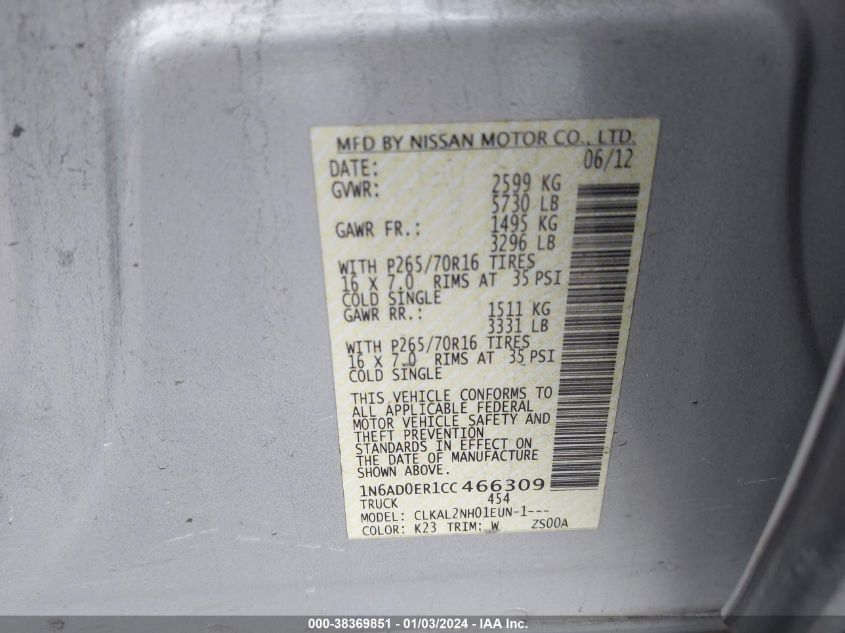 MFD BY NISSAN MOTOR CO., LTD.
DATE: 06/12
GVWR: 2599 KG
5730 LB
GAWR FR.: 1495 KG
3296 LB
WITH P265/70R16 TIRES
16 X 7.0 RIMS AT 35 PSI
COLD SINGLE
GAWR RR.: 1511 KG
3331 LB
WITH P265/70R16 TIRES
16 X 7.0 RIMS AT 35 PSI
COLD SINGLE
THIS VEHICLE CONFORMS TO
ALL APPLICABLE FEDERAL
MOTOR VEHICLE SAFETY AND
THEFT PREVENTION
STANDARDS IN EFFECT ON
THE DATE OF MANUFACTURE
SHOWN ABOVE.
1N6AD0ER1CC466309
TRUCK 454
MODEL: CLKAL2NH01EUN-1---
COLOR: K23 TRIM: W ZS00A
000-38369851 - 01/03/2024 - IAA Inc.